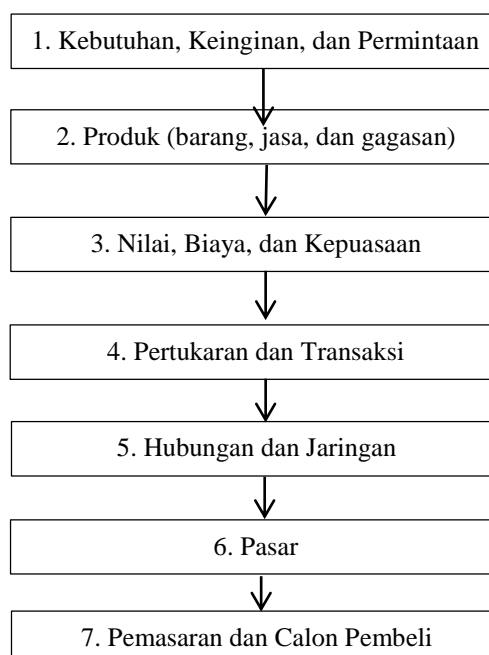 1. Kebutuhan, Keinginan, dan Permintaan
2. Produk (barang, jasa, dan gagasan)
3. Nilai, Biaya, dan Kepuasaan
4. Pertukaran dan Transaksi
5. Hubungan dan Jaringan
6. Pasar
7. Pemasaran dan Calon Pembeli